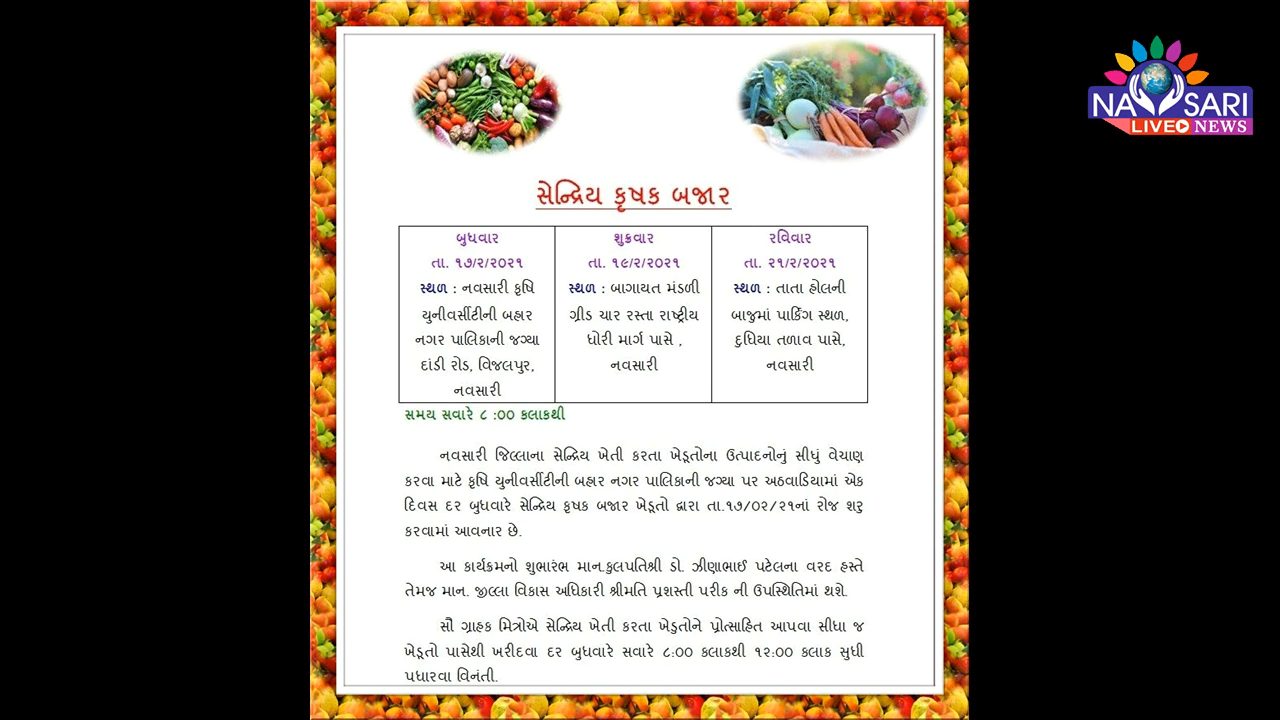 NAVSARI
LIVE NEWS
સેન્દ્રિય કૃષક બજાર
બુધવાર
તા. ૧૭/૨/૨૦૨૧
સ્થળ : નવસારી કૃષિ
યુનીવર્સીટીની બહાર
નગર પાલિકાની જગ્યા
દાંડી રોડ, વિજલપુર,
નવસારી
શુક્રવાર
તા. ૧૯/૨/૨૦૨૧
સ્થળ : બાગાયત મંડળી
ગ્રીડ ચાર રસ્તા રાષ્ટ્રીય
ધોરી માર્ગ પાસે ,
નવસારી
રવિવાર
તા. ૨૧/૨/૨૦૨૧
સ્થળ : તાતા હોલની
બાજુમાં પાર્કિંગ સ્થળ,
દુધિયા તળાવ પાસે,
નવસારી
સમય સવારે ૮ :૦૦ કલાકથી
નવસારી જિલ્લાના સેન્દ્રિય ખેતી કરતા ખેડૂતોના ઉત્પાદનોનું સીધું વેચાણ
કરવા માટે કૃષિ યુનીવર્સીટીની બહાર નગર પાલિકાની જગ્યા પર અઠવાડિયામાં એક
દિવસ દર બુધવારે સેન્દ્રિય કૃષક બજાર ખેડૂતો દ્વારા તા.૧૭/૦૨/૨૧નાં રોજ શરુ
કરવામાં આવનાર છે.
આ કાર્યક્રમનો શુભારંભ માન.કુલપતિશ્રી ડો. ઝીણાભાઈ પટેલના વરદ હસ્તે
તેમજ માન. જીલ્લા વિકાસ અધિકારી શ્રીમતિ પ્રશસ્તી પરીક ની ઉપસ્થિતિમાં થશે.
સૌ ગ્રાહક મિત્રોએ સેન્દ્રિય ખેતી કરતા ખેડુતોને પ્રોત્સાહિત આપવા સીધા જ
ખેડૂતો પાસેથી ખરીદવા દર બુધવારે સવારે ૮:૦૦ કલાકથી ૧૨:૦૦ કલાક સુધી
પધારવા વિનંતી.